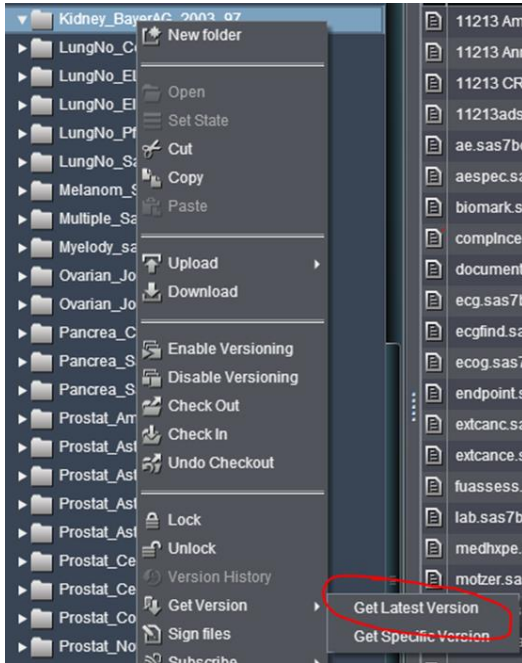 Kidney_BayerAG_2003_97
LungNo_C
LungNo_El
LungNo_El
LungNo_Pf
LungNo_Sa
Melanom_S
Multiple_Sa
Myelody_sa
Ovarian_Jo
Ovarian_Jo
Pancrea_C
Pancrea_S
Pancrea_S
Prostat_Am
Prostat_Ast
Prostat_Ast
Prostat_Ast
Prostat_Ast
Prostat_Ce
Prostat_Ce
Prostat_Co
Prostat_No
New folder
Open
Set State
Cut
Copy
Paste
Upload
Download
Enable Versioning
Disable Versioning
Check Out
Check In
Undo Checkout
Lock
Unlock
Version History
Get Version
Sign files
Subscribe
Get Latest Version
Get Specific Version
11213 Am
11213 Ann
11213 CR
11213ads
ae.sas7b
aespec.sa
biomark.s
complnce
document
ecg.sas7b
ecgfind.sa
ecog.sas7
endpoint.s
extcanc.sa
extcance.s
fuassess.
lab.sas7b
medhxpe.
motzer.sa